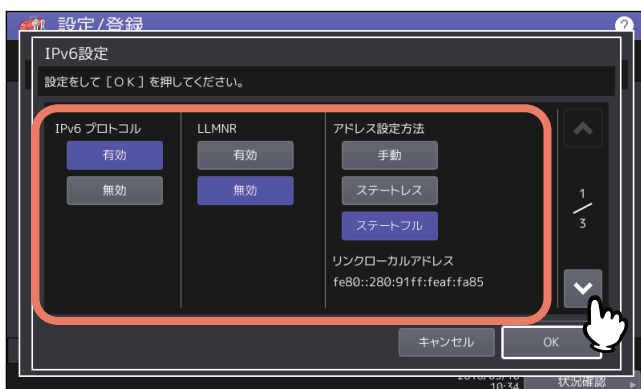 設定/登録
?
IPv6設定
設定をして[OK]を押してください。
IPv6 プロトコル
有効
無効
LLMNR
有効
無効
アドレス設定方法
手動
ステートレス
ステートフル
リンクローカルアドレス
fe80::280:91ff:feaf:fa85
1
3
キャンセル
OK
10:34
状況確認